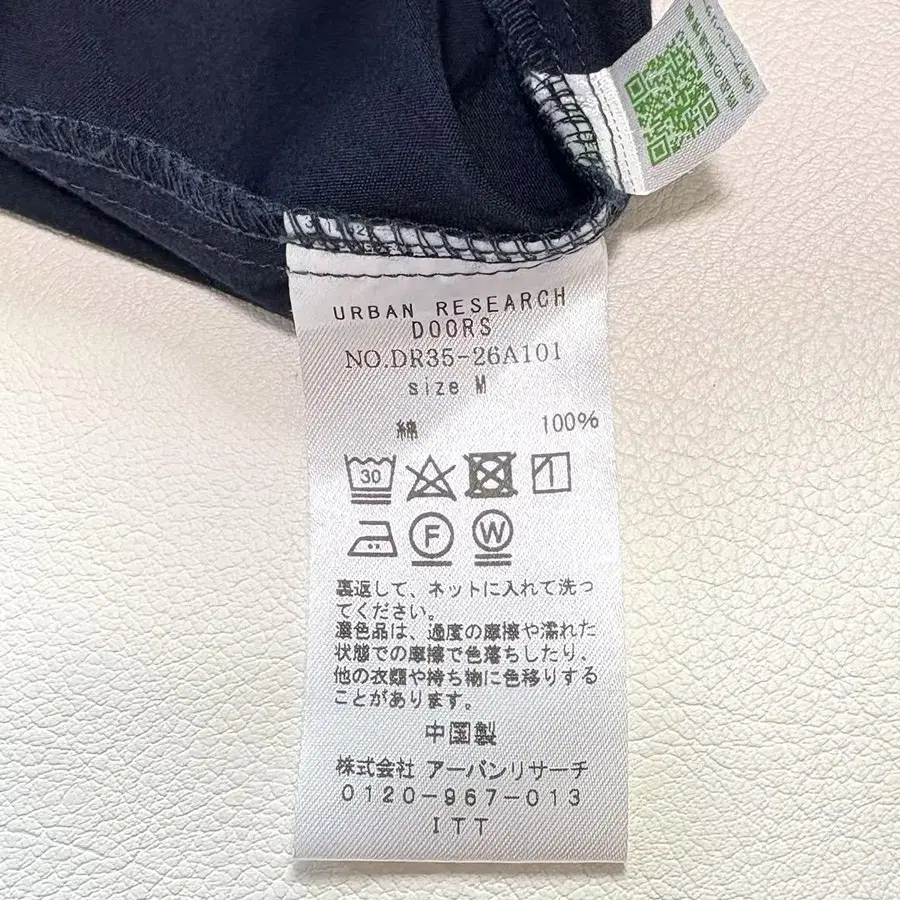 URBAN RESEARCH
DOORS
NO.DR35-26A101
size M
綿 100%
30
F W
裏返して、ネットに入れて洗っ
てください。
濃色品は、過度の摩擦や濡れた
状態での摩擦で色落ちしたり、
他の衣類や持ち物に色移りする
ことがあります。
中国製
株式会社 アーバンリサーチ
0120-967-013
ITT